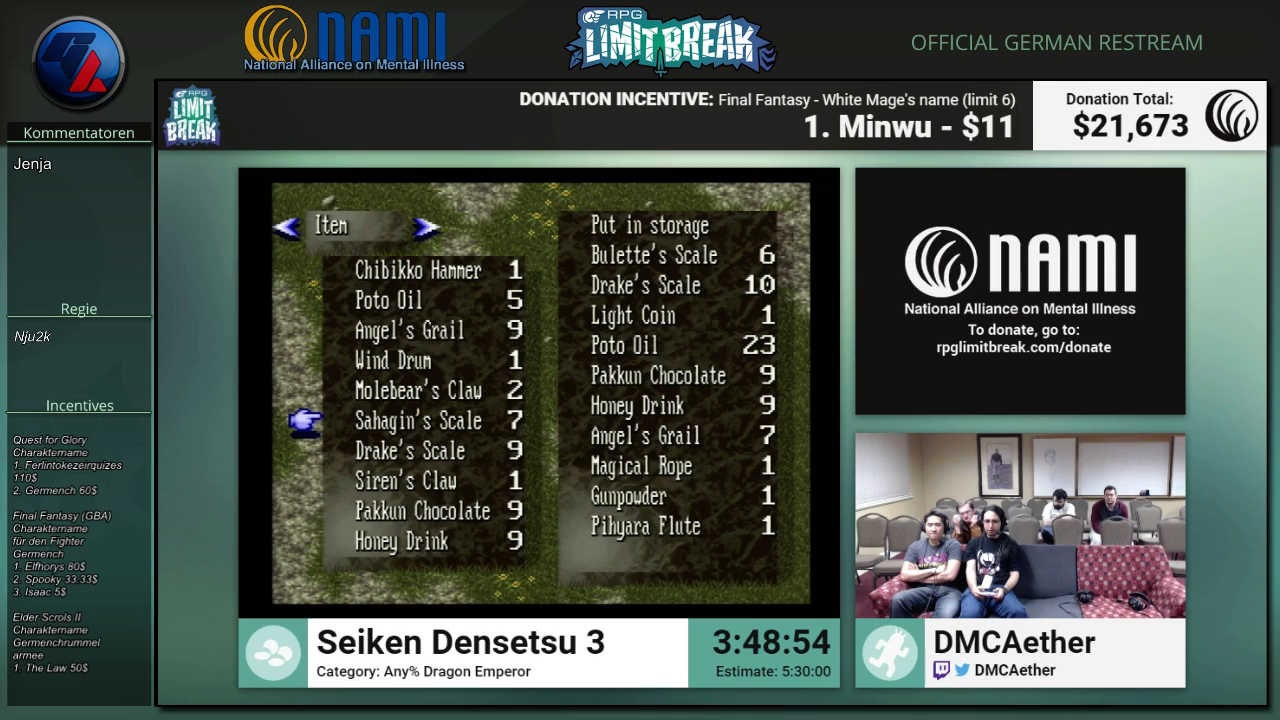 NAMI
National Alliance on Mental Illness
RPG
LIMIT BREAK
OFFICIAL GERMAN RESTREAM
Kommentatoren
Jenja
Regie
Nju2k
Incentives
Quest for Glory
Charaktername
1. Ferlintokezeirquizes
110$
2. Germench 60$
Final Fantasy (GBA)
Charaktername
für den Fighter
Germench
1. Elfhorys 80$
2. Spooky 33.33$
3. Isaac 5$
Elder Scrolls II
Charaktername
Germenchrummel
armee
1. The Law 50$
RPG
LIMIT
BREAK
DONATION INCENTIVE: Final Fantasy - White Mage's name (limit 6)
1. Minwu - $11
Donation Total:
$21,673
Item
Chibikko Hammer 1
Poto Oil 5
Angel's Grail 9
Wind Drum 1
Molebear's Claw 2
Sahagin's Scale 7
Drake's Scale 9
Siren's Claw 1
Pakkun Chocolate 9
Honey Drink 9
Put in storage
Bulette's Scale 6
Drake's Scale 10
Light Coin 1
Poto Oil 23
Pakkun Chocolate 9
Honey Drink 9
Angel's Grail 7
Magical Rope 1
Gunpowder 1
Pihyara Flute 1
NAMI
National Alliance on Mental Illness
To donate, go to:
rpglimitbreak.com/donate
Seiken Densetsu 3
Category: Any% Dragon Emperor
3:48:54
Estimate: 5:30:00
DMCAether
DMCAether